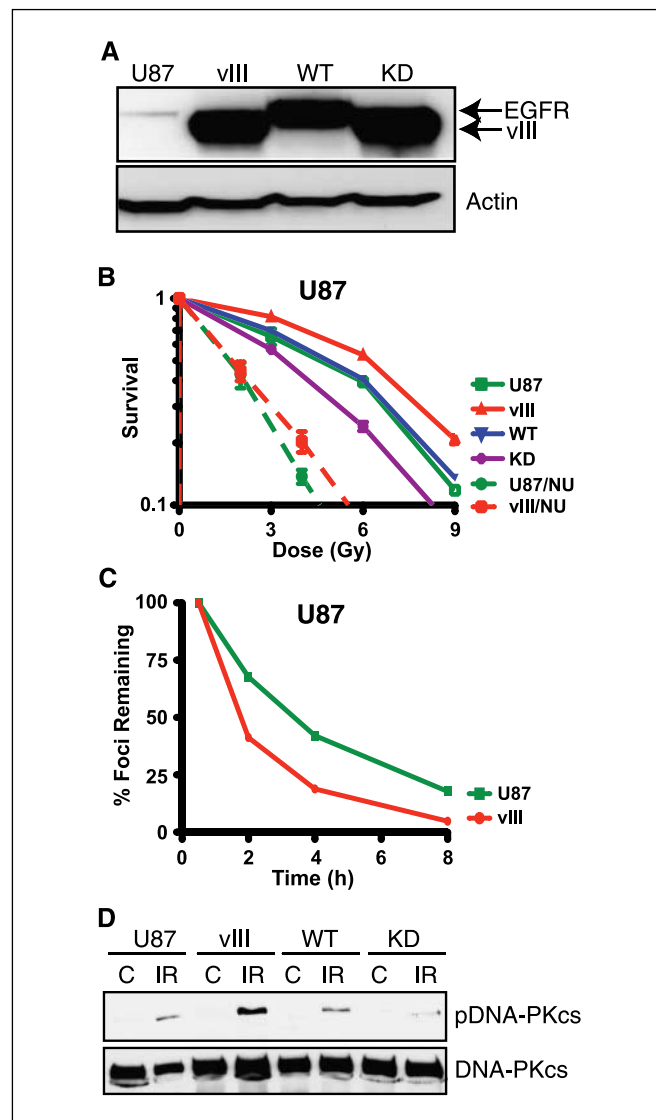 A
U87 vIII WT KD
EGFR
vIII
Actin
B
U87
1
0.1
Survival
0 3 6 9
Dose (Gy)
U87
vIII
WT
KD
U87/NU
vIII/NU
C
U87
100
75
50
25
0
% Foci Remaining
0 2 4 6 8
Time (h)
U87
vIII
D
U87 vIII WT KD
C IR C IR C IR C IR
pDNA-PKcs
DNA-PKcs